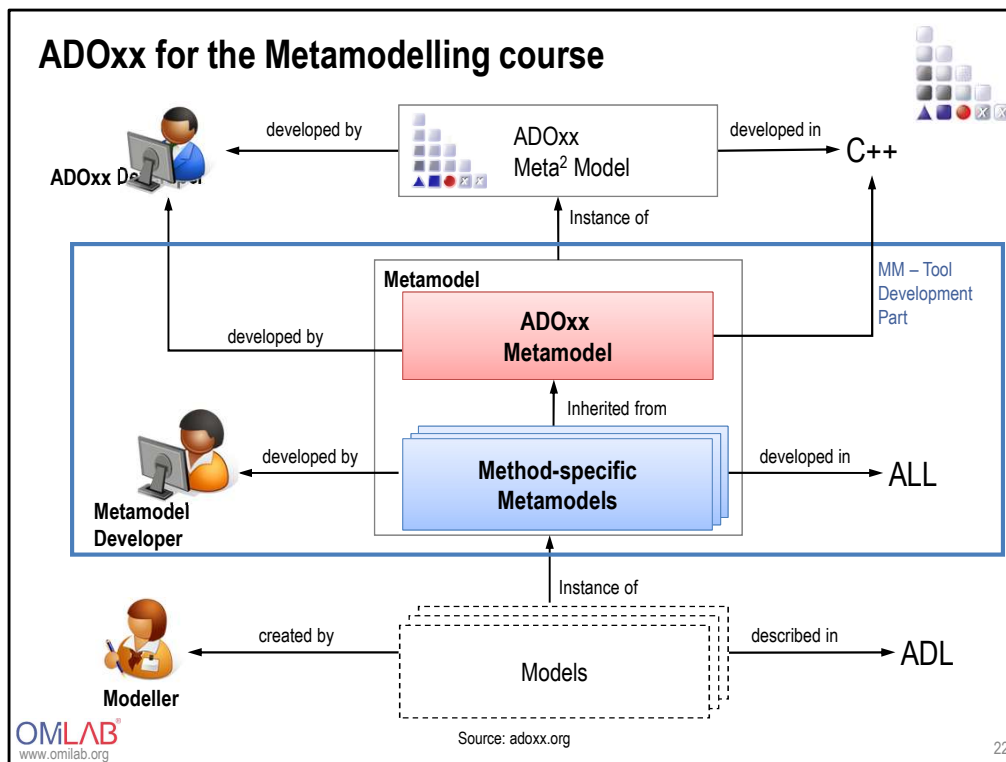 ADOxx for the Metamodelling course
developed by
ADOxx
Meta² Model
developed in
C++
ADOxx Developer
Instance of
Metamodel
MM – Tool
Development
Part
ADOxx
Metamodel
developed by
Inherited from
developed by
Method-specific
Metamodels
developed in
ALL
Metamodel
Developer
Instance of
created by
Models
described in
ADL
Modeller
OMiLAB®
www.omilab.org
Source: adoxx.org
22